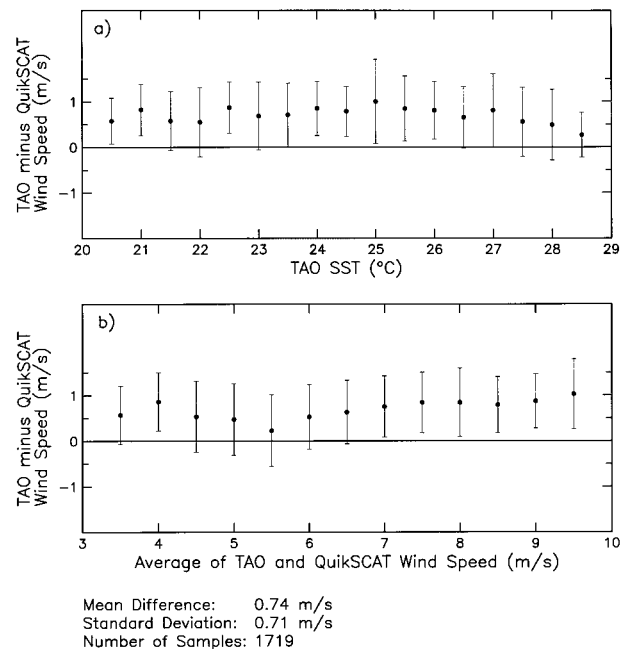 a)
TAO minus QuikSCAT
Wind Speed (m/s)
1
0
-1
20 21 22 23 24 25 26 27 28 29
TAO SST (°C)
b)
TAO minus QuikSCAT
Wind Speed (m/s)
1
0
-1
3 4 5 6 7 8 9 10
Average of TAO and QuikSCAT Wind Speed (m/s)
Mean Difference: 0.74 m/s
Standard Deviation: 0.71 m/s
Number of Samples: 1719